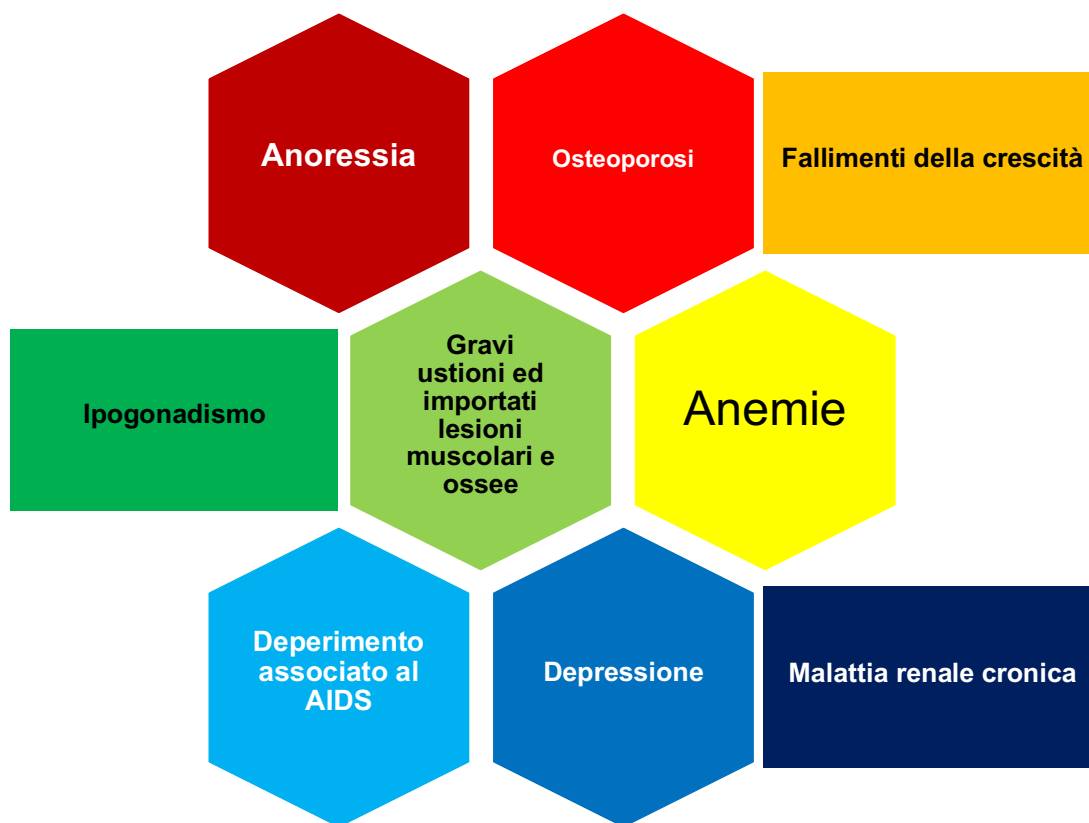 Anoressia
Osteoporosi
Fallimenti della crescità
Ipogonadismo
Gravi
ustioni ed
importati
lesioni
muscolari e
ossee
Anemie
Deperimento
associato al
AIDS
Depressione
Malattia renale cronica